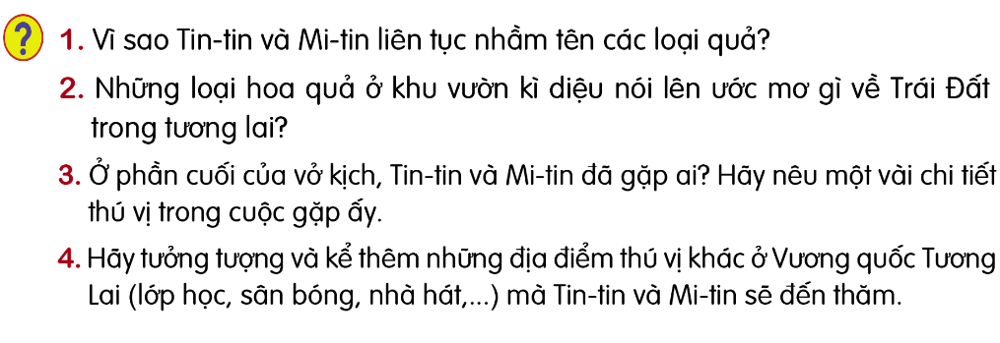 ? 1. Vì sao Tin-tin và Mi-tin liên tục nhầm tên các loại quả?
2. Những loại hoa quả ở khu vườn kì diệu nói lên ước mơ gì về Trái Đất
trong tương lai?
3. Ở phần cuối của vở kịch, Tin-tin và Mi-tin đã gặp ai? Hãy nêu một vài chi tiết
thú vị trong cuộc gặp ấy.
4. Hãy tưởng tượng và kể thêm những địa điểm thú vị khác ở Vương quốc Tương
Lai (lớp học, sân bóng, nhà hát,...) mà Tin-tin và Mi-tin sẽ đến thăm.